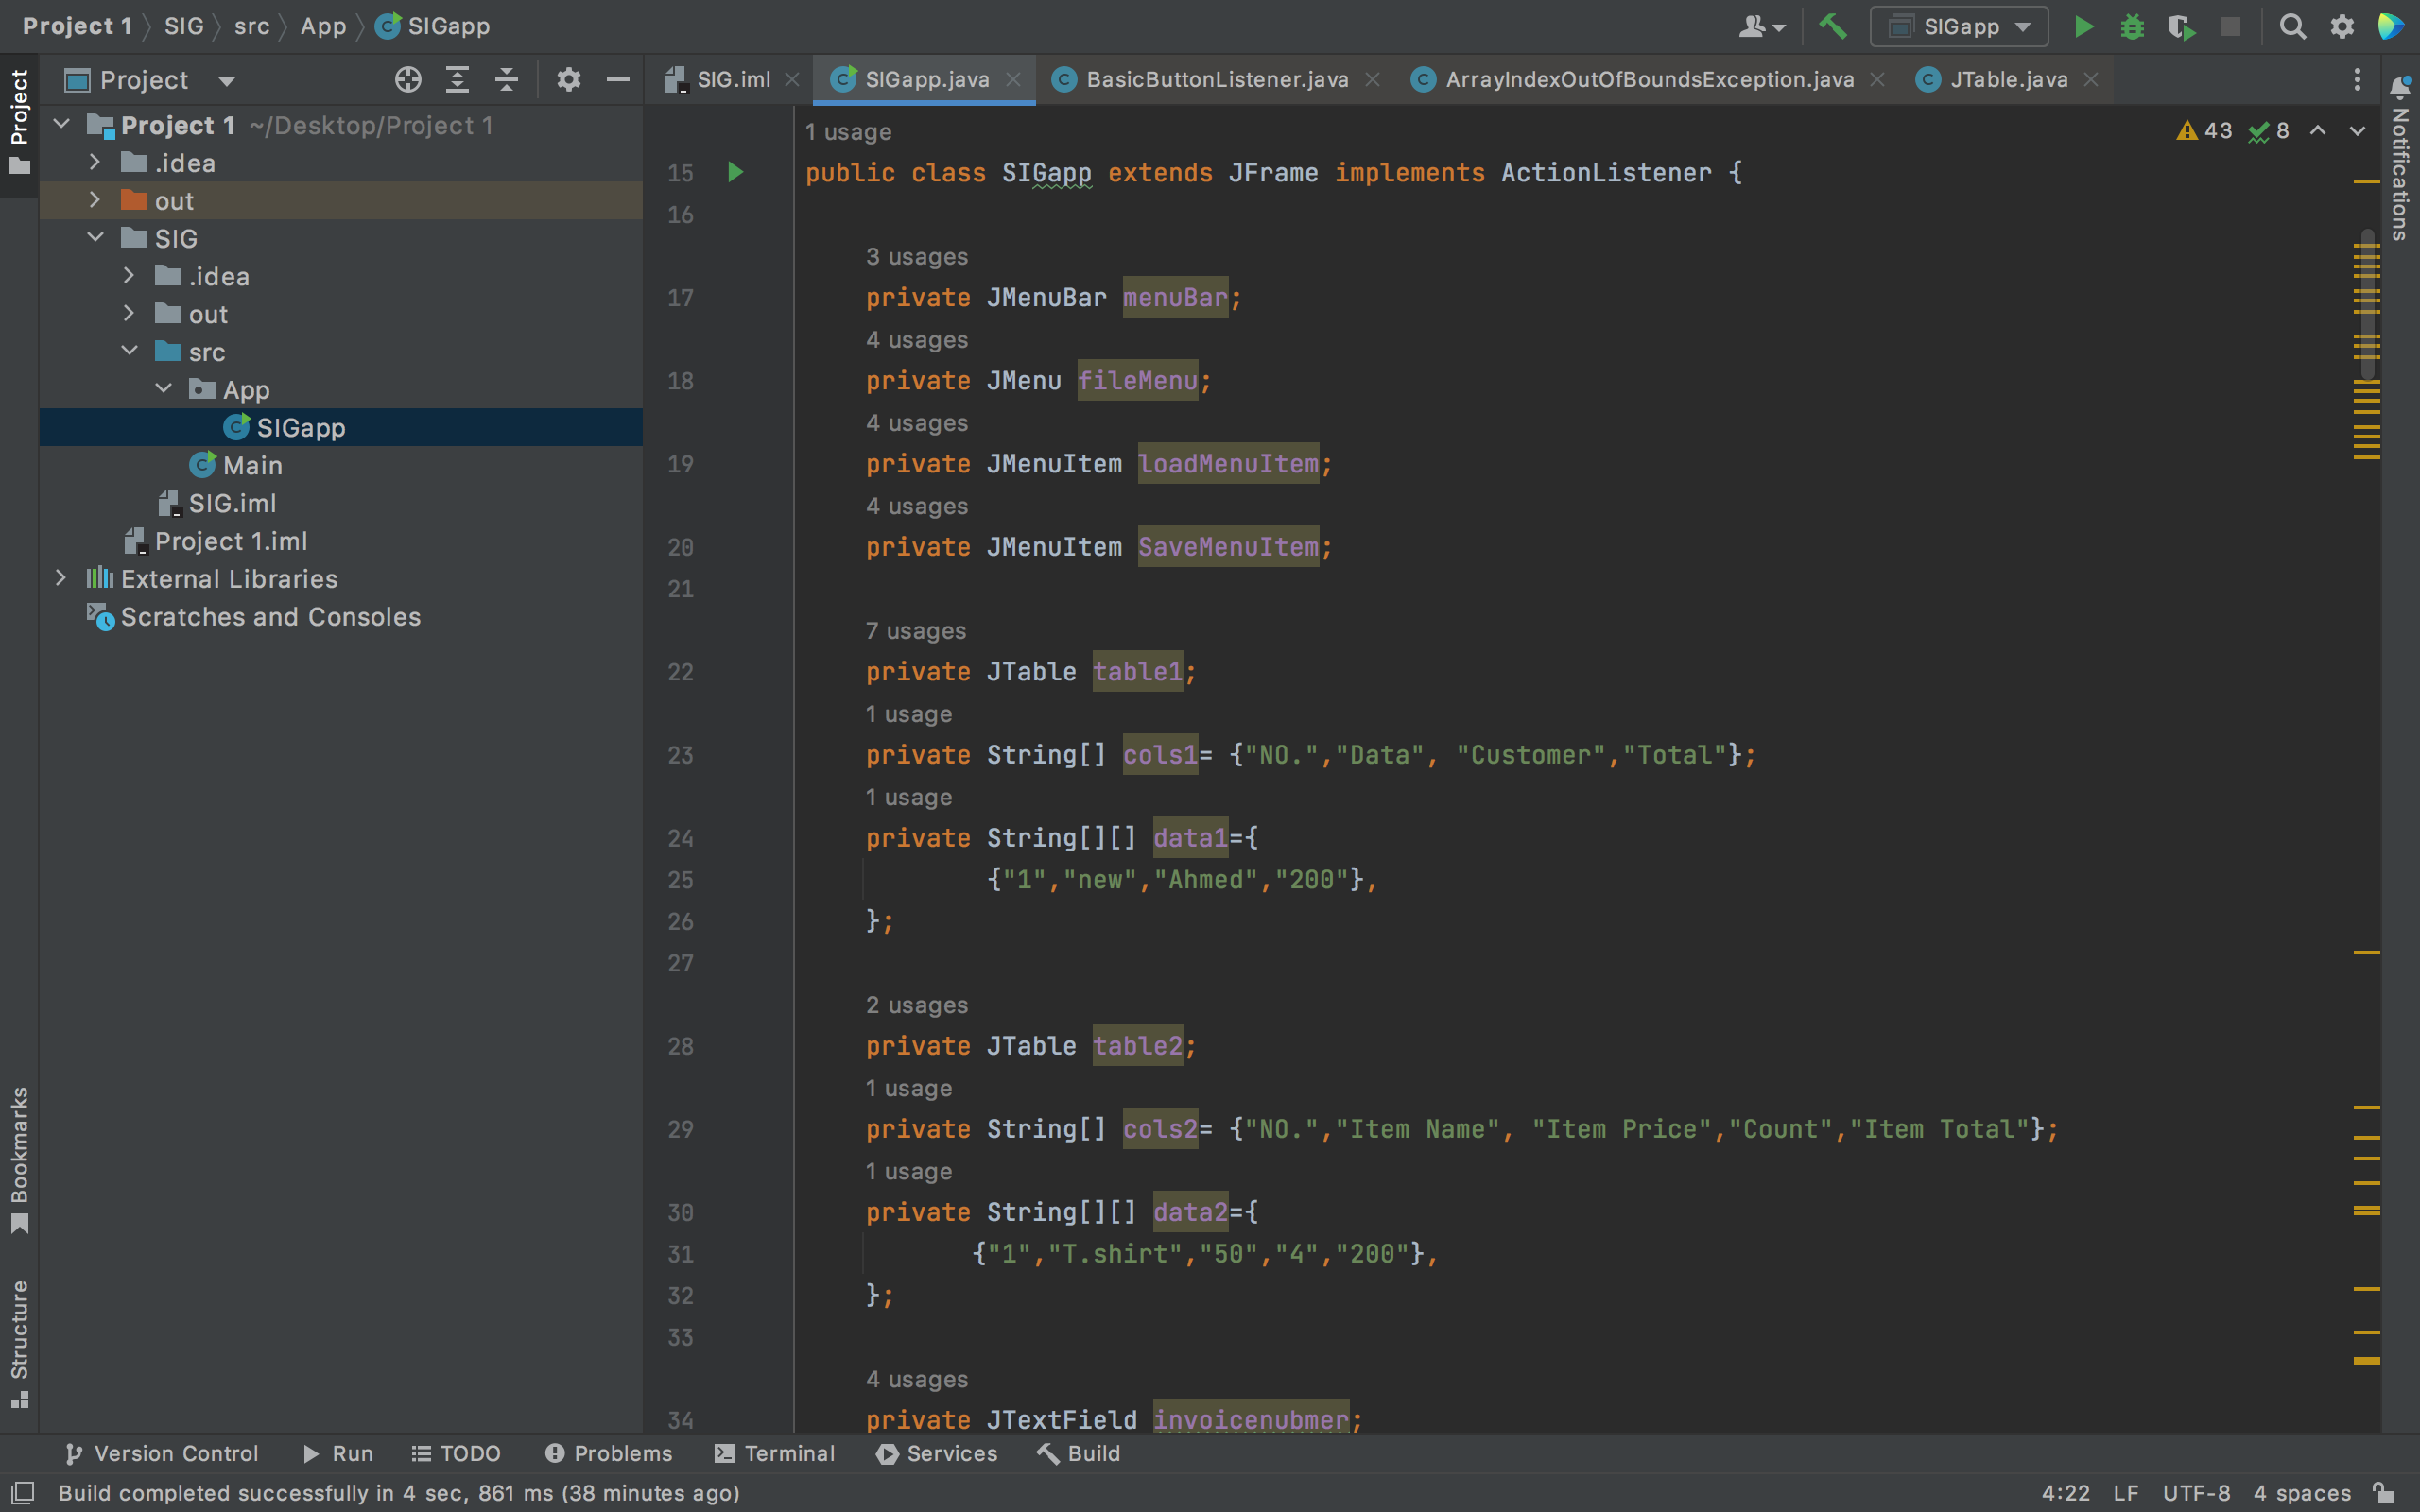 Project 1 SIG src App SIGapp
SIGapp
Project
SIG.iml SIGapp.java BasicButtonListener.java ArrayIndexOutOfBoundsException.java JTable.java
Project
Project 1 ~/Desktop/Project 1
.idea
out
SIG
.idea
out
src
App
SIGapp
Main
SIG.iml
Project 1.iml
External Libraries
Scratches and Consoles
Bookmarks
Structure
Notifications
43 8
1 usage
15 public class SIGapp extends JFrame implements ActionListener {
16
3 usages
17 private JMenuBar menuBar;
4 usages
18 private JMenu fileMenu;
4 usages
19 private JMenuItem loadMenuItem;
4 usages
20 private JMenuItem SaveMenuItem;
21
7 usages
22 private JTable table1;
1 usage
23 private String[] cols1= {"NO.","Data", "Customer","Total"};
1 usage
24 private String[][] data1={
25 {"1","new","Ahmed","200"},
26 };
27
2 usages
28 private JTable table2;
1 usage
29 private String[] cols2= {"NO.","Item Name", "Item Price","Count","Item Total"};
1 usage
30 private String[][] data2={
31 {"1","T.shirt","50","4","200"},
32 };
33
4 usages
34 private JTextField invoicenubmer;
Version Control Run TODO Problems Terminal Services Build
Build completed successfully in 4 sec, 861 ms (38 minutes ago) 4:22 LF UTF-8 4 spaces